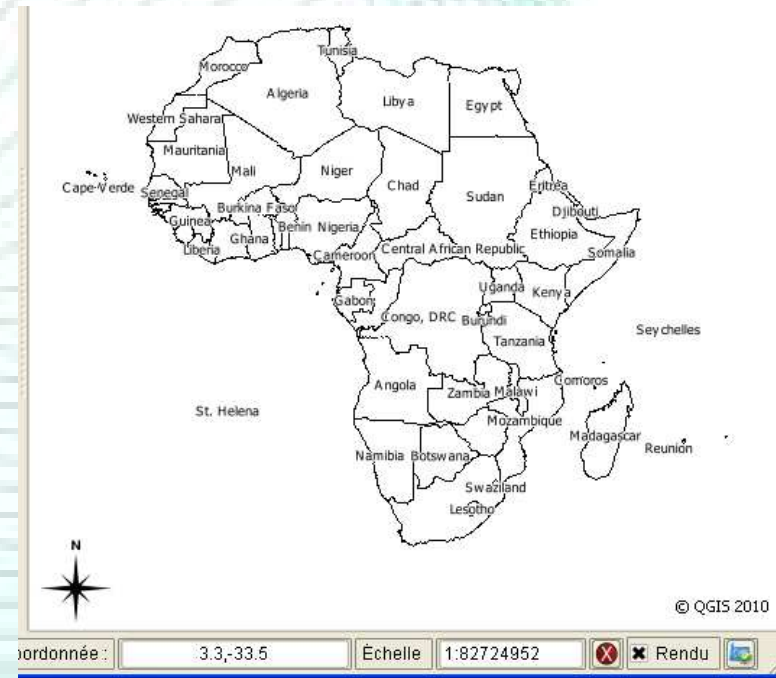 Tunisia
Morocco
Algeria
Libya
Egypt
Western Sahara
Mauritania
Mali
Niger
Chad
Sudan
Eritrea
Cape Verde
Senegal
Burkina Faso
Djibouti
Guinea
Ghana
Benin
Nigeria
Ethiopia
Liberia
Cameroon
Central African Republic
Somalia
Uganda
Kenya
Gabon
Congo, DRC
Burundi
Seychelles
Tanzania
Angola
Zambia
Malawi
Comoros
St. Helena
Mozambique
Madagascar
Reunion
Namibia
Botswana
Swaziland
Lesotho
N
© QGIS 2010
oordonnée : 3.3,-33.5 Échelle 1:82724952 Rendu